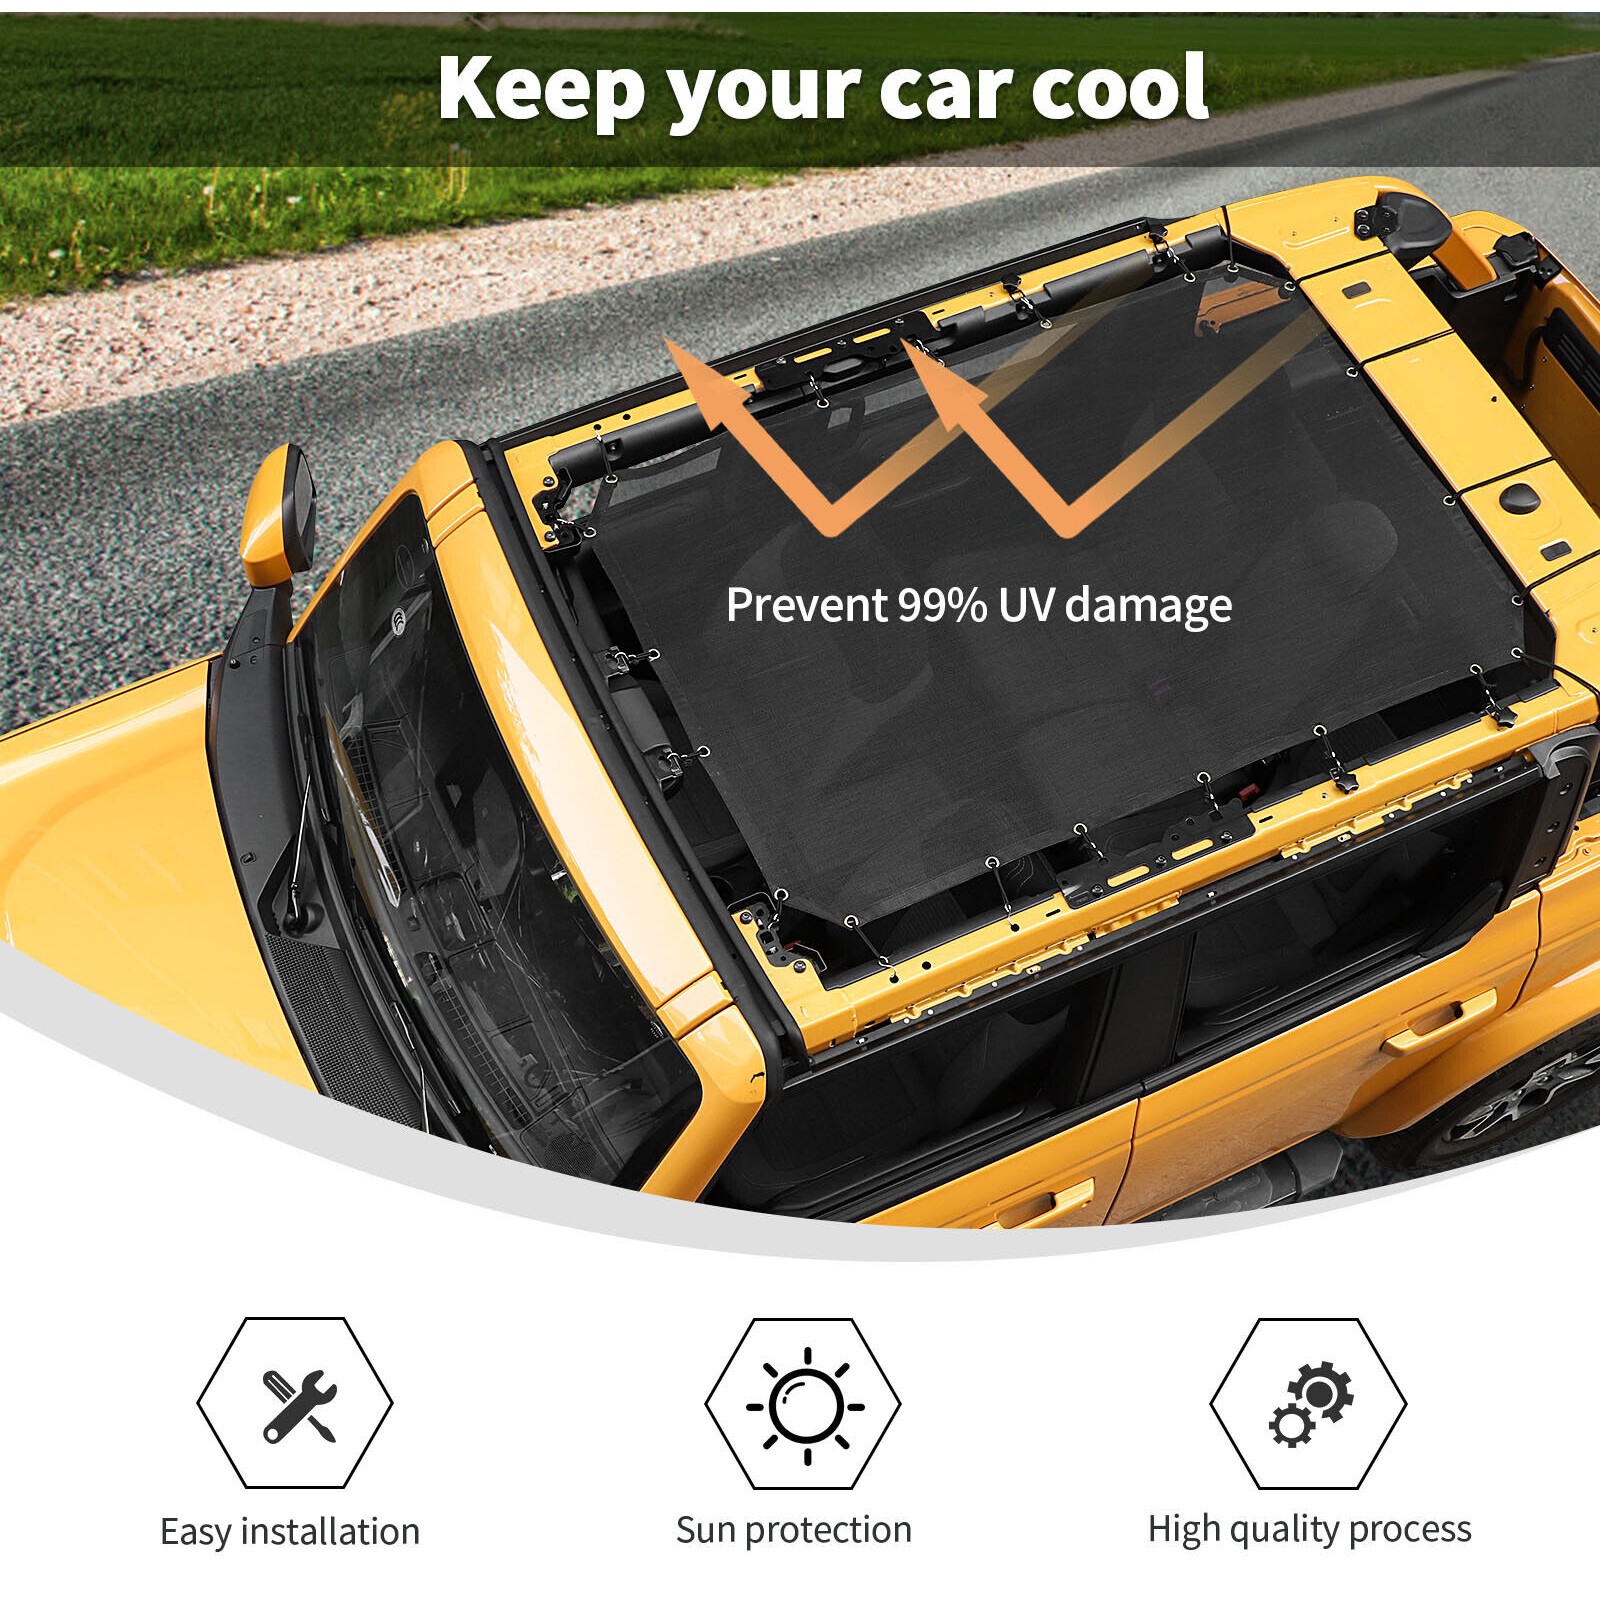 Keep your car cool
Prevent 99% UV damage
Easy installation
Sun protection
High quality process